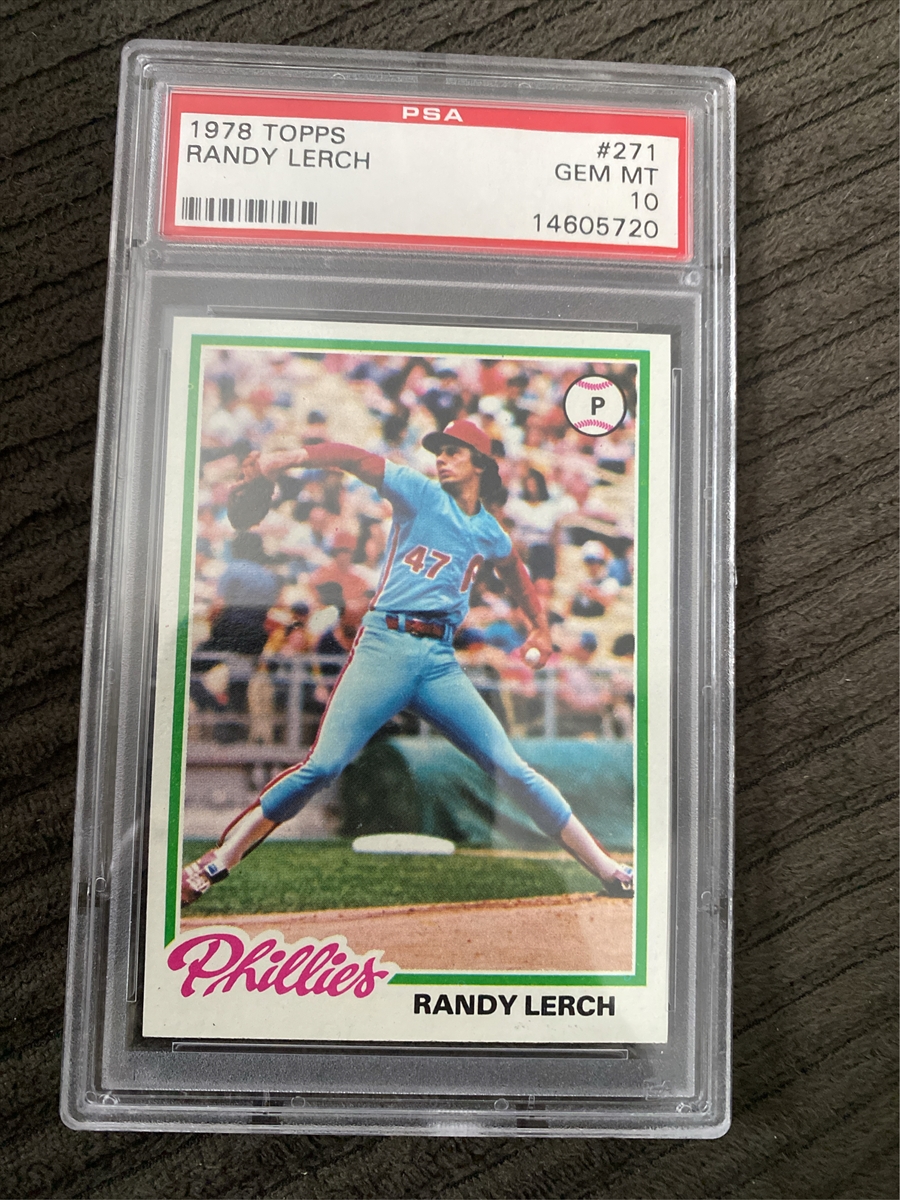 PSA
1978 TOPPS #271
RANDY LERCH GEM MT
10
14605720
P
47 P
Phillies
RANDY LERCH